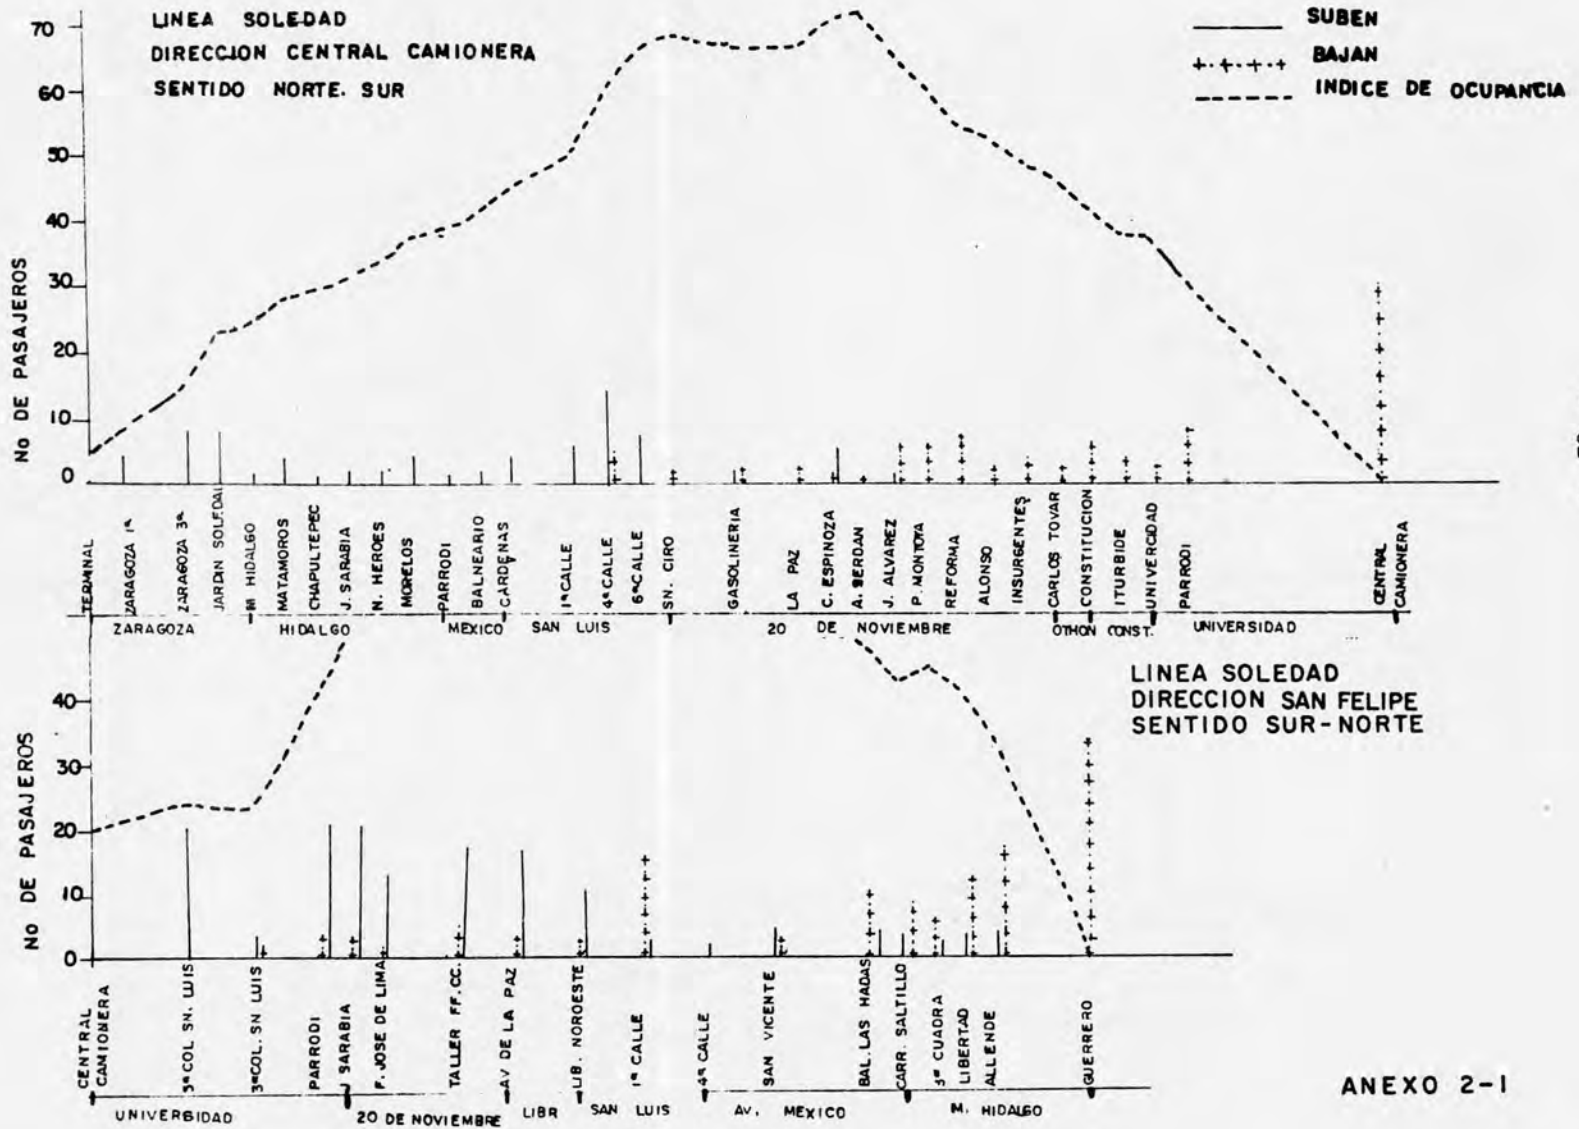 LINEA SOLEDAD
DIRECCION CENTRAL CAMIONERA
SENTIDO NORTE. SUR
SUBEN
BAJAN
INDICE DE OCUPANCIA
No DE PASAJEROS
70
60
50
40
30
20
10
0
TERMINAL
ZARAGOZA 1ª
ZARAGOZA 3ª
JARDIN SOLEDAD
M HIDALGO
MATAMOROS
CHAPULTEPEC
J. SARABIA
N. HEROES
MORELOS
PARRODI
BALNEARIO
CARDENAS
1ª CALLE
4ª CALLE
6ª CALLE
SN. CIRO
GASOLINERIA
LA PAZ
C. ESPINOZA
A. SERDAN
J. ALVAREZ
P. MONTOYA
REFORMA
ALONSO
INSURGENTES
CARLOS TOVAR
CONSTITUCION
ITURBIDE
UNIVERCIDAD
PARRODI
CENTRAL
CAMIONERA
ZARAGOZA
HIDALGO
MEXICO
SAN LUIS
20 DE NOVIEMBRE
OTHON
CONST.
UNIVERSIDAD
LINEA SOLEDAD
DIRECCION SAN FELIPE
SENTIDO SUR-NORTE
No DE PASAJEROS
40
30
20
10
0
CENTRAL
CAMIONERA
5ª COL. SN. LUIS
3ª COL. SN LUIS
PARRODI
J SARABIA
F. JOSE DE LIMA
TALLER FF.CC.
AV DE LA PAZ
LIB. NOROESTE
1ª CALLE
4ª CALLE
SAN VICENTE
BAL. LAS HADAS
CARR. SALTILLO
3ª CUADRA
LIBERTAD
ALLENDE
GUERRERO
UNIVERSIDAD
20 DE NOVIEMBRE
LIBR
SAN LUIS
AV. MEXICO
M. HIDALGO
ANEXO 2-1